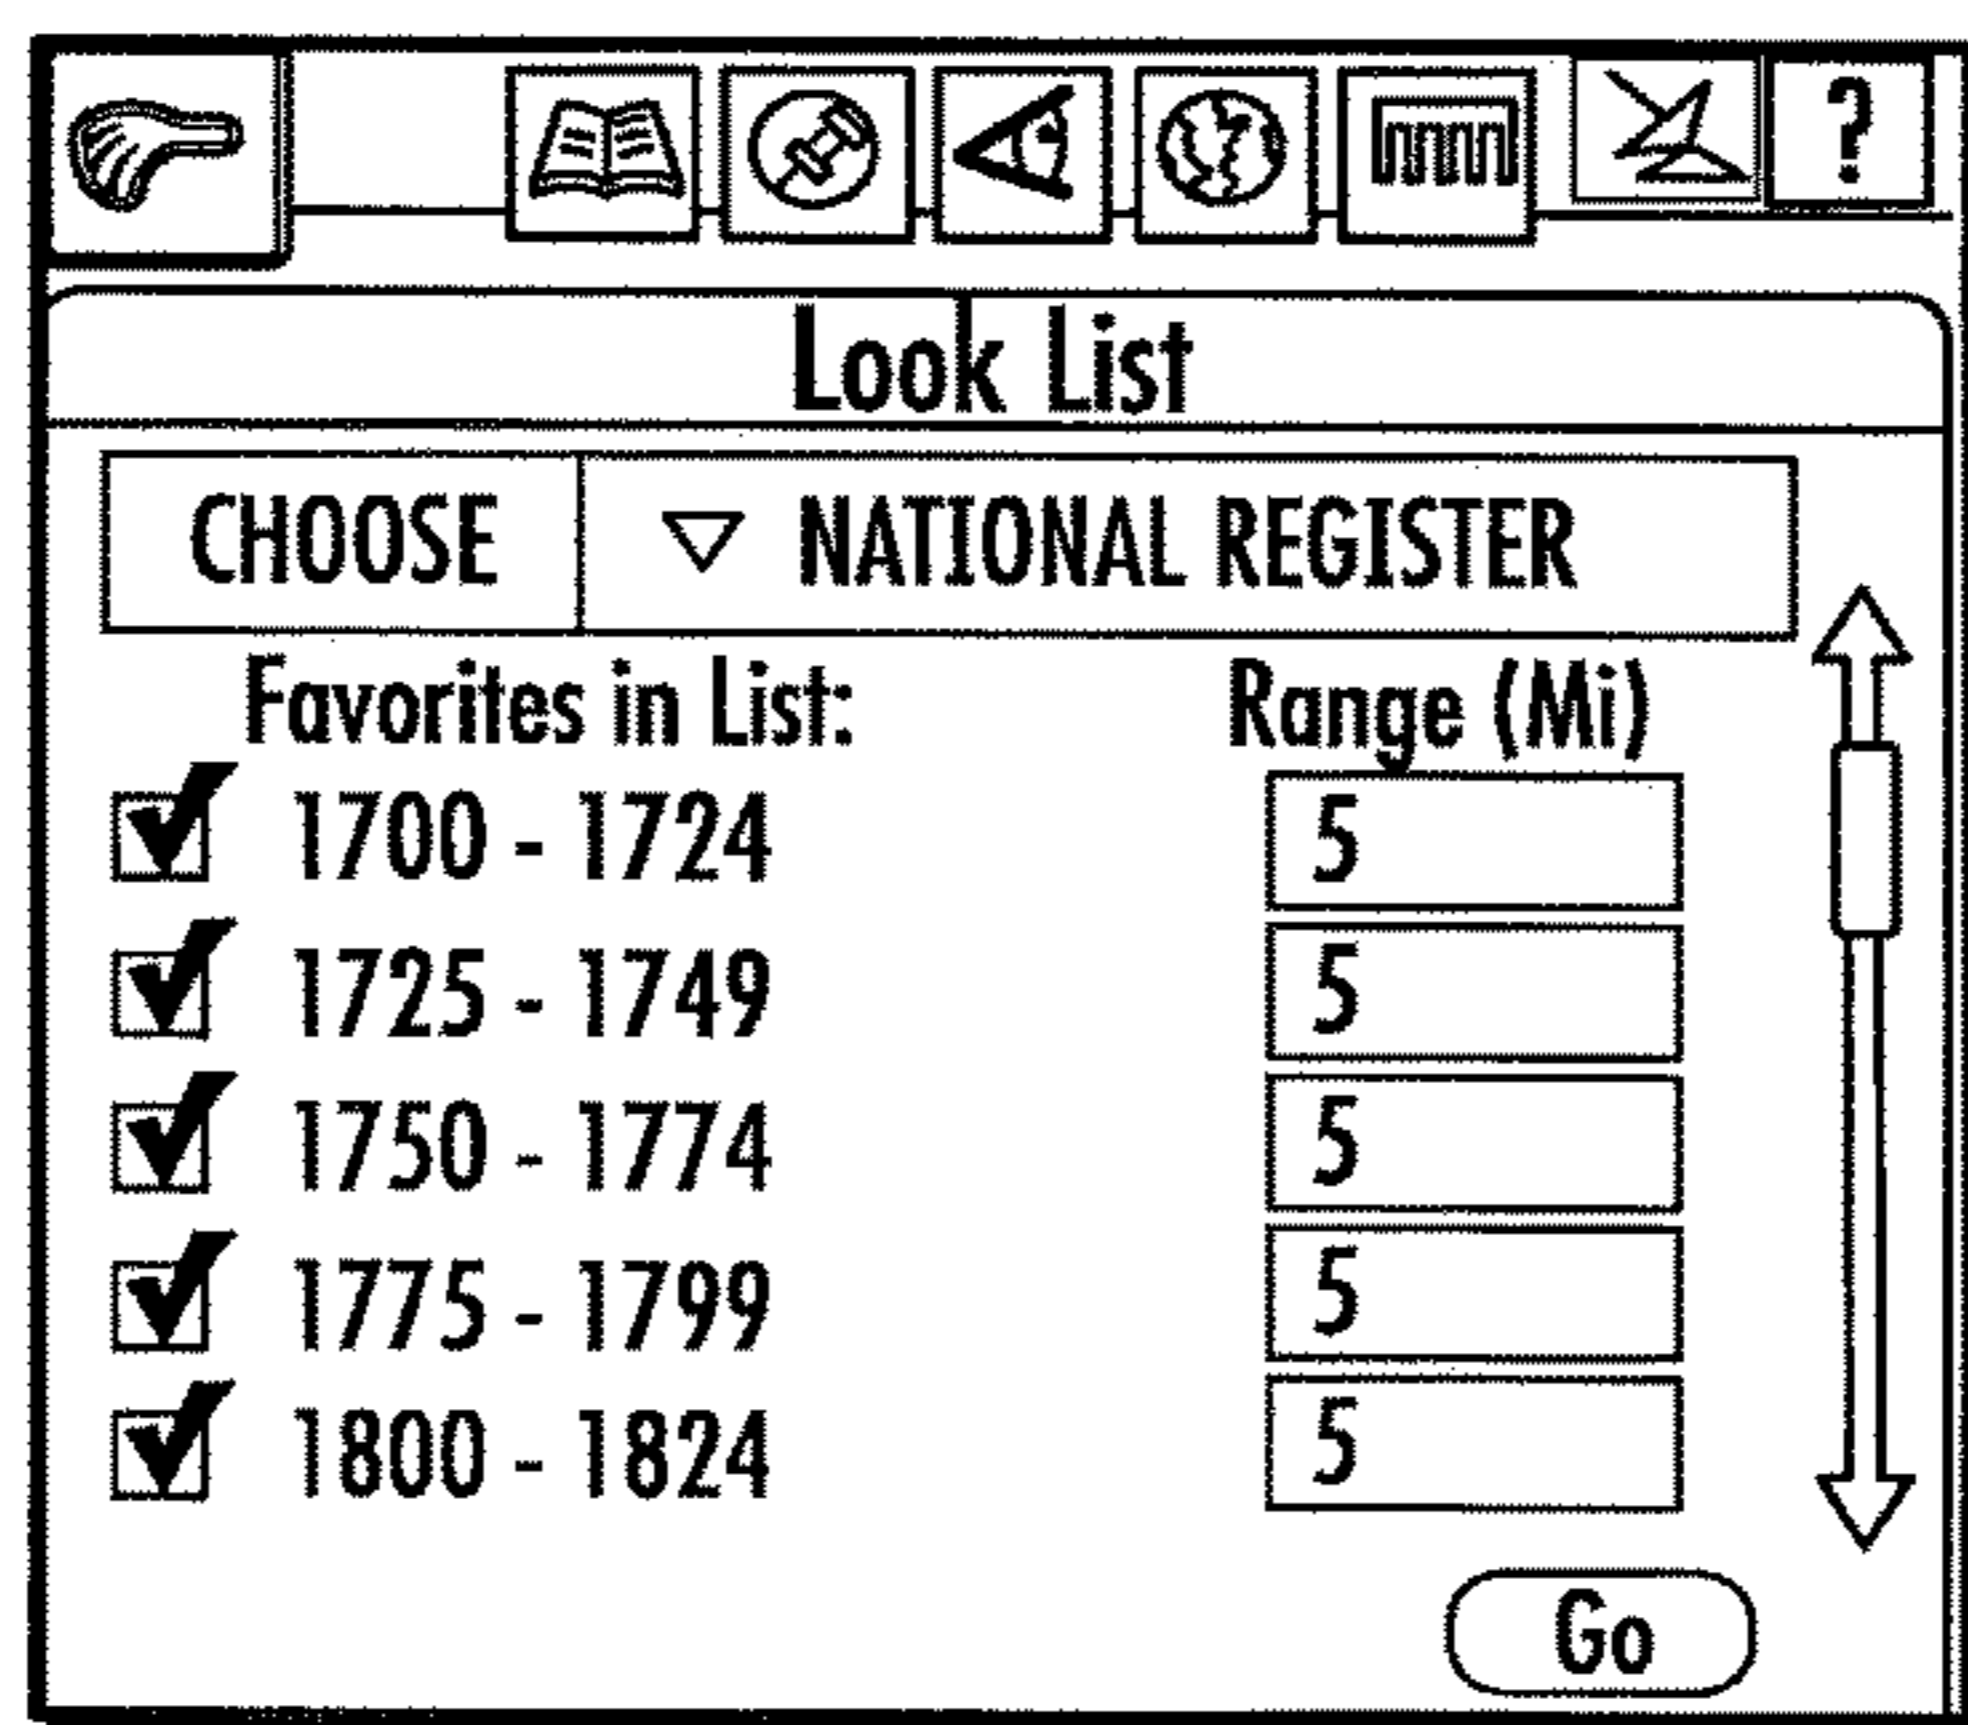 ?
Look List
CHOOSE ▽ NATIONAL REGISTER
Favorites in List: Range (Mi)
1700 - 1724 5
1725 - 1749 5
1750 - 1774 5
1775 - 1799 5
1800 - 1824 5
Go